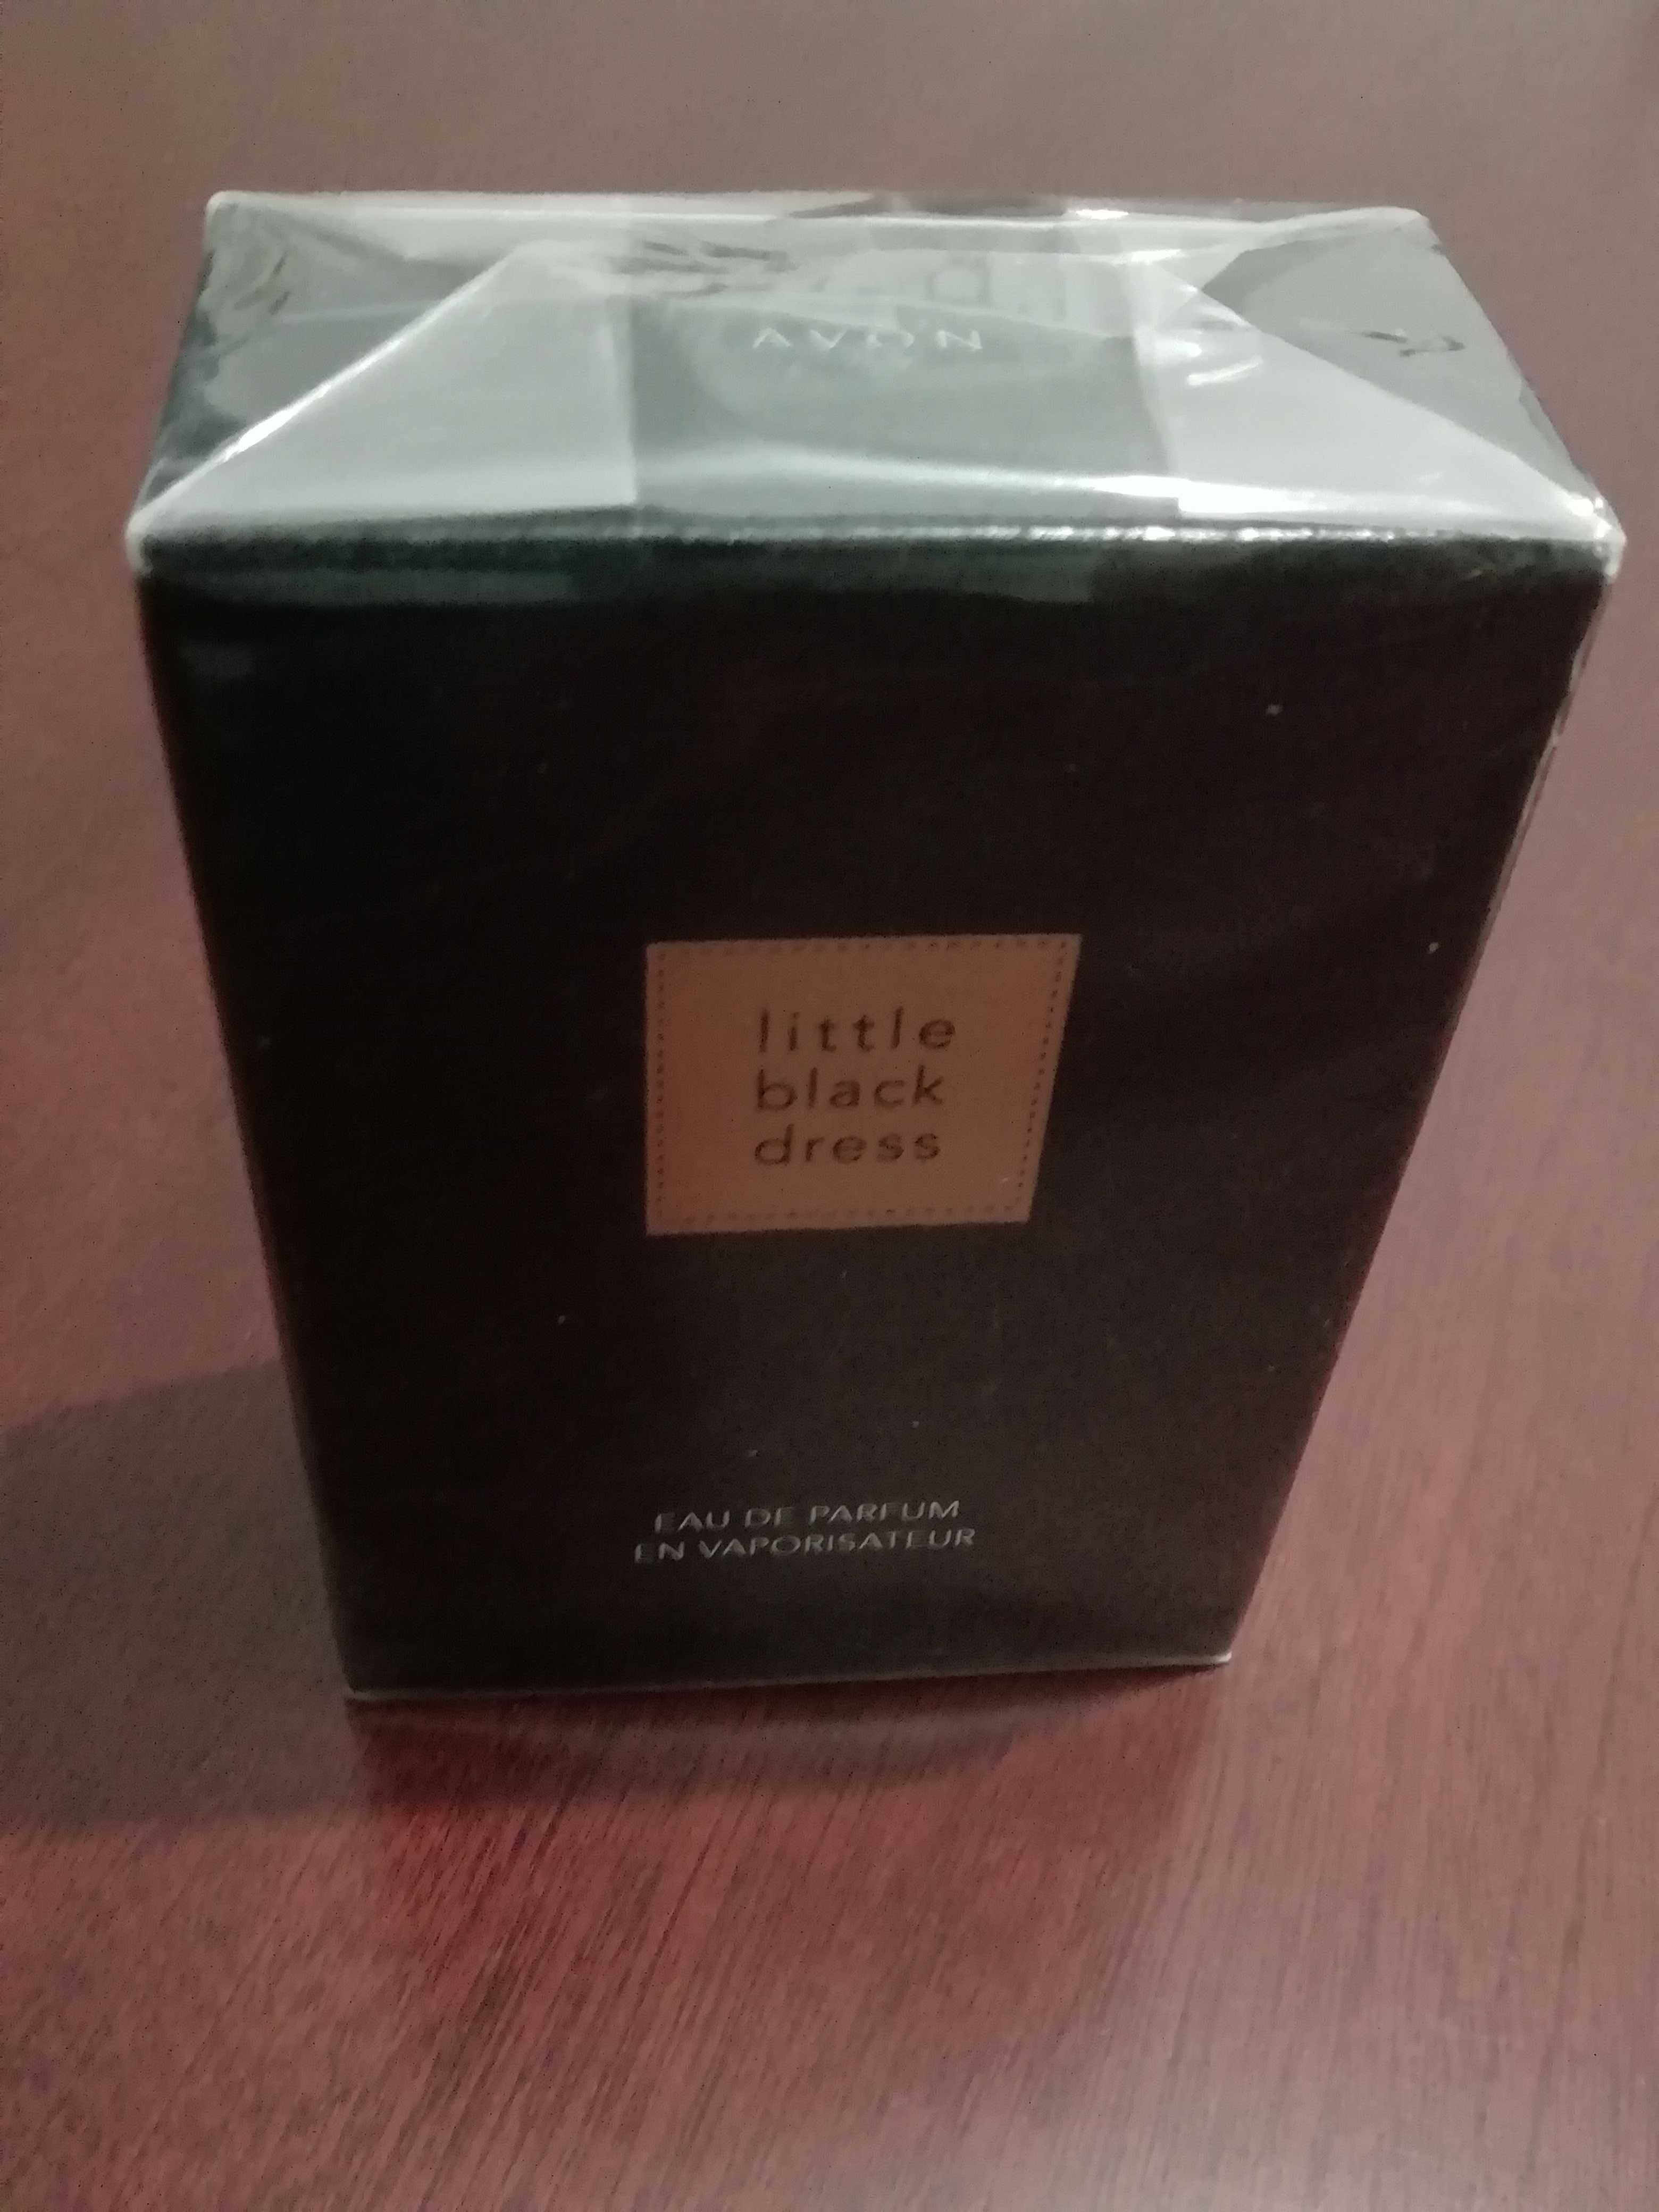 AVON
little
black
dress
EAU DE PARFUM
EN VAPORISATEUR